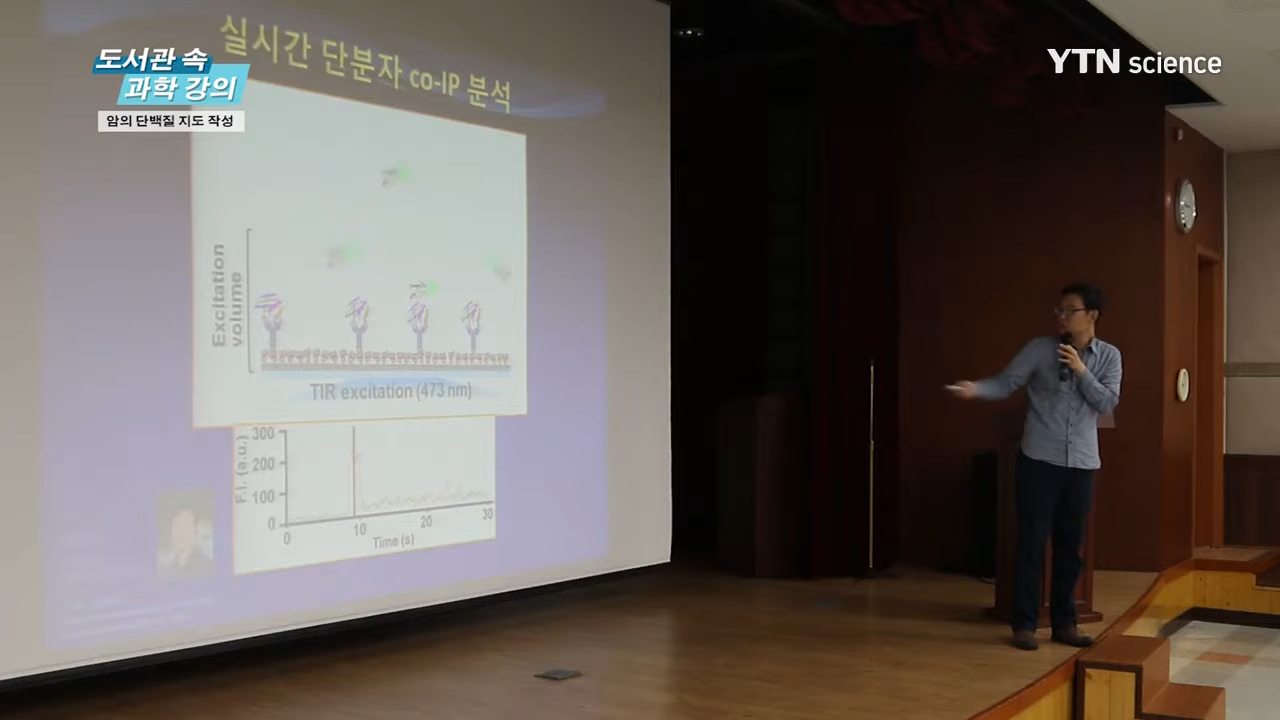 도서관 속
과학 강의
암의 단백질 지도 작성
YTN science
실시간 단분자 co-IP 분석
Excitation
volume
TIR excitation (473 nm)
F.I. (a.u.)
300
200
100
0
0
10
20
30
Time (s)